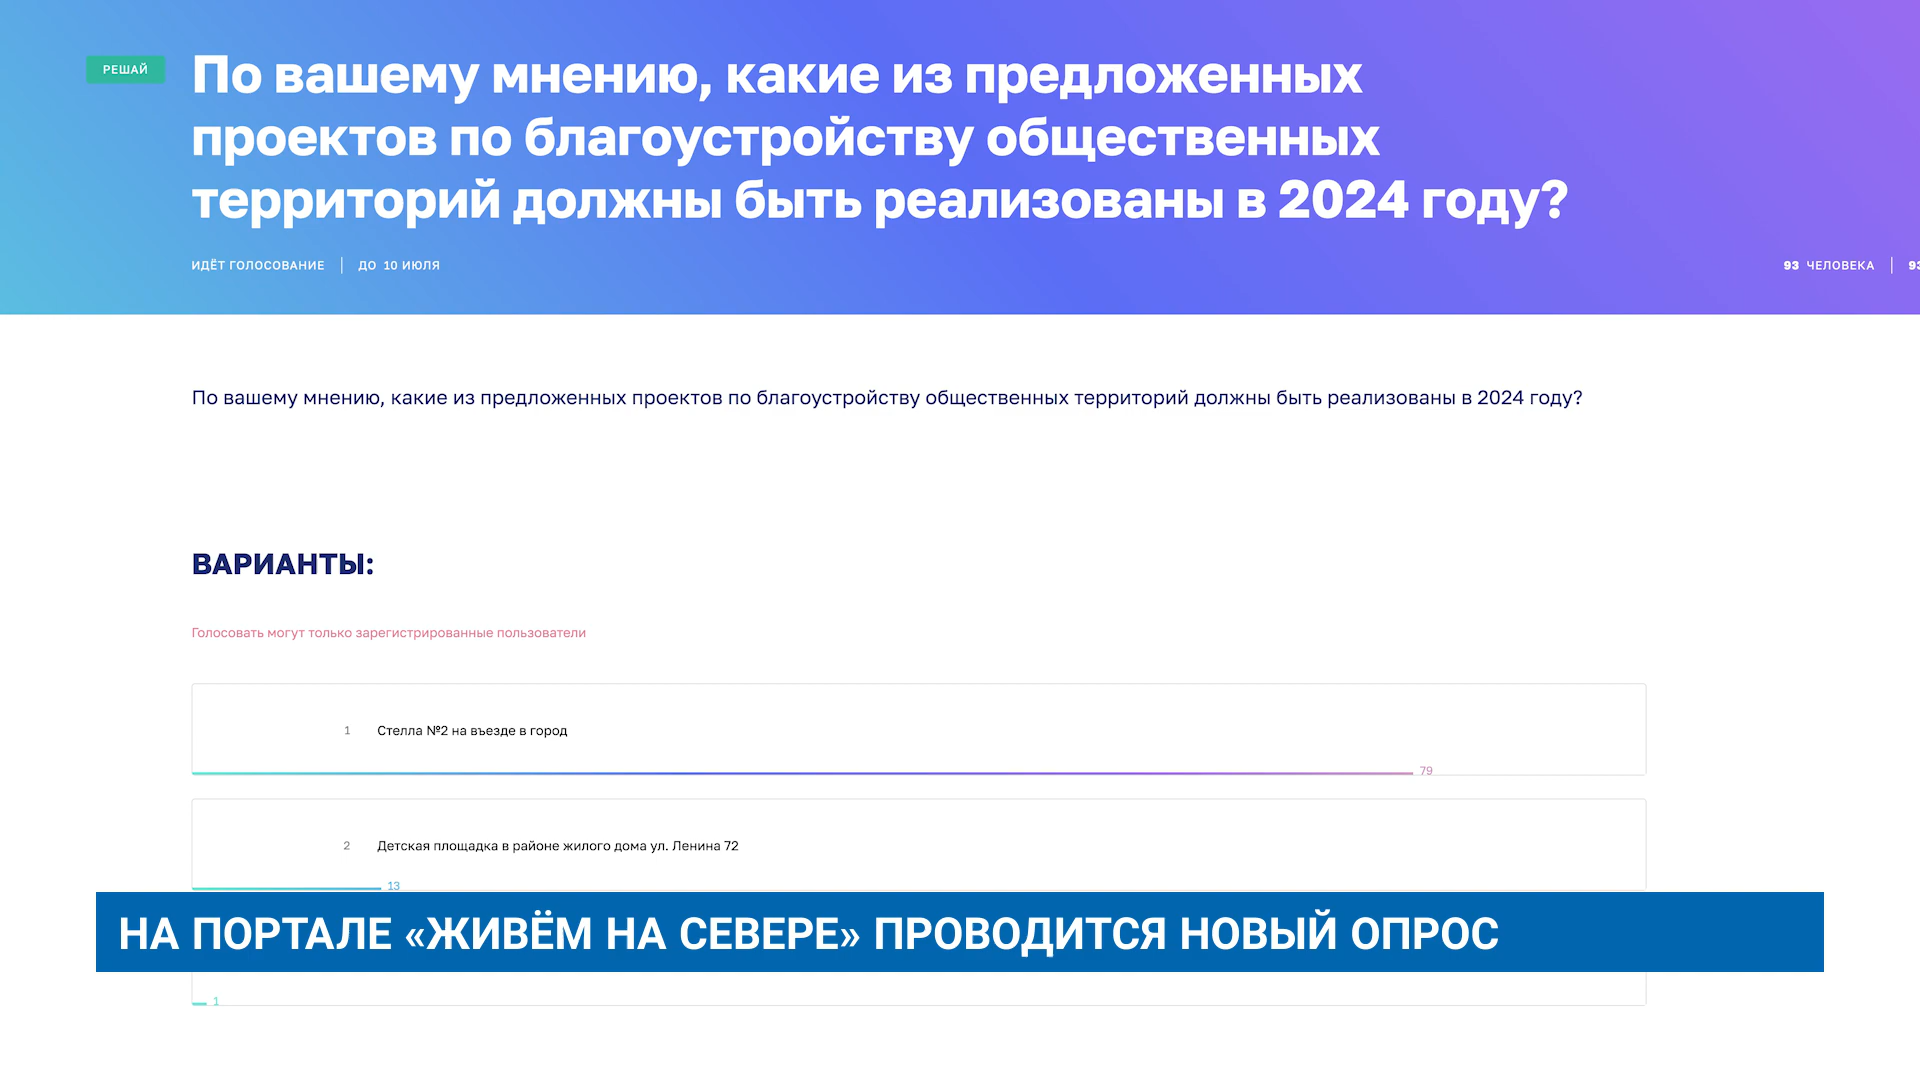 РЕШАЙ
По вашему мнению, какие из предложенных
проектов по благоустройству общественных
территорий должны быть реализованы в 2024 году?
ИДЁТ ГОЛОСОВАНИЕ | ДО 10 ИЮЛЯ
93 ЧЕЛОВЕКА | 93
По вашему мнению, какие из предложенных проектов по благоустройству общественных территорий должны быть реализованы в 2024 году?
ВАРИАНТЫ:
Голосовать могут только зарегистрированные пользователи
1 Стелла №2 на въезде в город
79
2 Детская площадка в районе жилого дома ул. Ленина 72
13
НА ПОРТАЛЕ «ЖИВЁМ НА СЕВЕРЕ» ПРОВОДИТСЯ НОВЫЙ ОПРОС
1